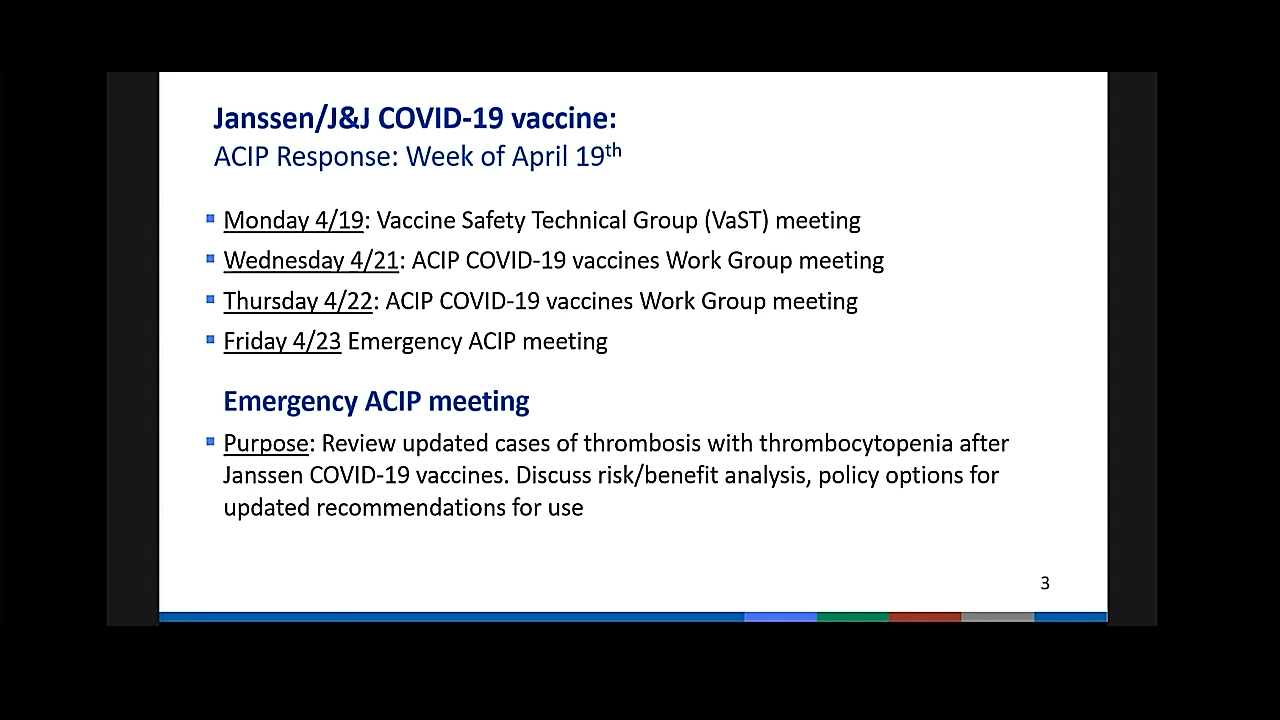 Janssen/J&J COVID-19 vaccine:
ACIP Response: Week of April 19th
Monday 4/19: Vaccine Safety Technical Group (VaST) meeting
Wednesday 4/21: ACIP COVID-19 vaccines Work Group meeting
Thursday 4/22: ACIP COVID-19 vaccines Work Group meeting
Friday 4/23 Emergency ACIP meeting
Emergency ACIP meeting
Purpose: Review updated cases of thrombosis with thrombocytopenia after
Janssen COVID-19 vaccines. Discuss risk/benefit analysis, policy options for
updated recommendations for use
3